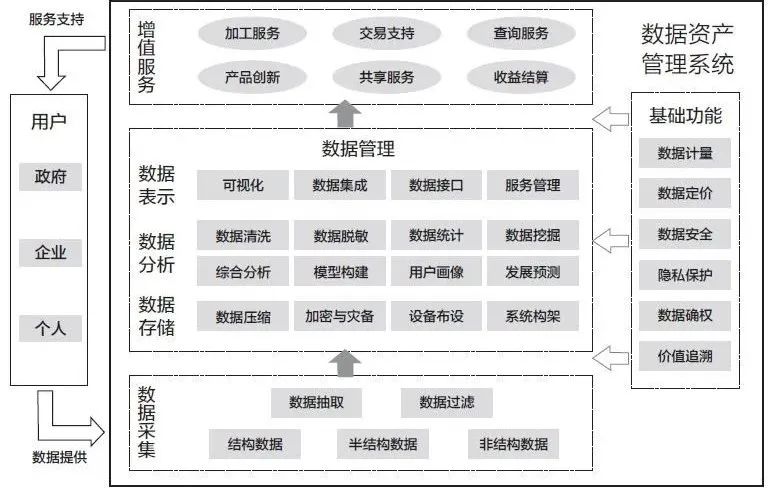 服务支持
用户
政府
企业
个人
数据提供
增值服务
加工服务 交易支持 查询服务
产品创新 共享服务 收益结算
数据管理
数据表示
可视化 数据集成 数据接口 服务管理
数据分析
数据清洗 数据脱敏 数据统计 数据挖掘
综合分析 模型构建 用户画像 发展预测
数据存储
数据压缩 加密与灾备 设备布设 系统构架
数据采集
数据抽取 数据过滤
结构数据 半结构数据 非结构数据
数据资产
管理系统
基础功能
数据计量
数据定价
数据安全
隐私保护
数据确权
价值追溯